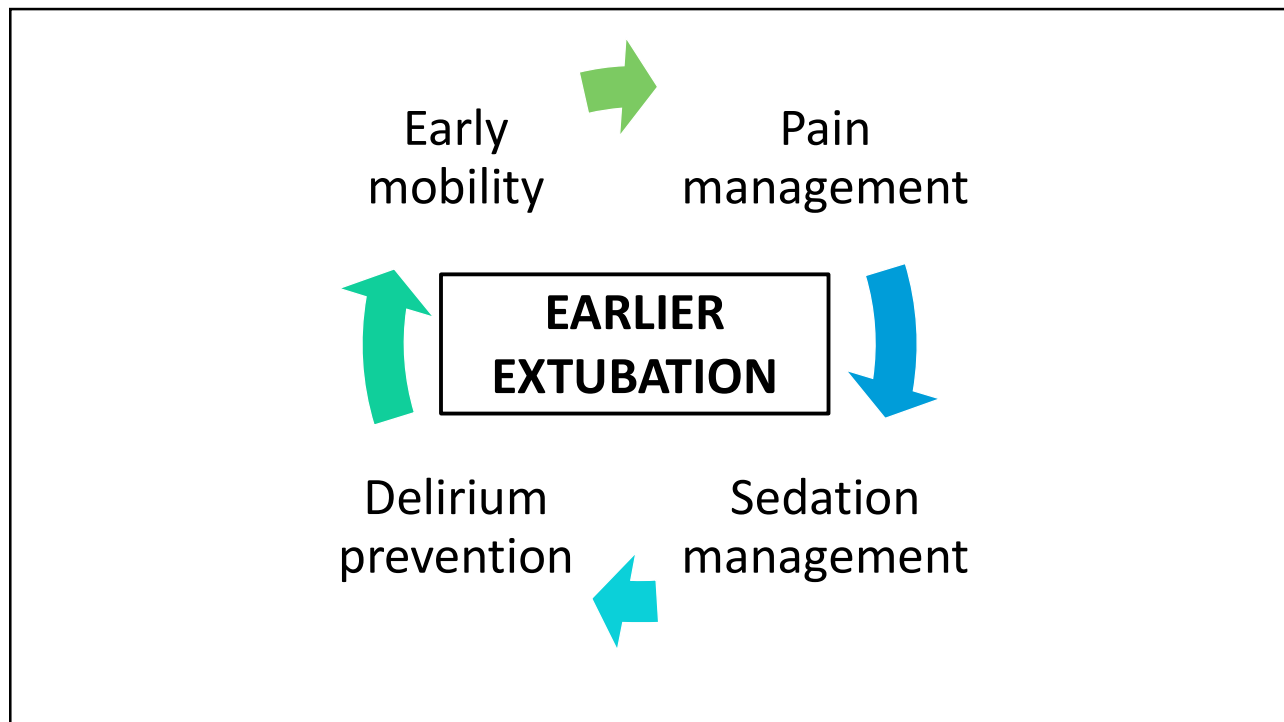 Early
mobility
Pain
management
EARLIER
EXTUBATION
Delirium
prevention
Sedation
management